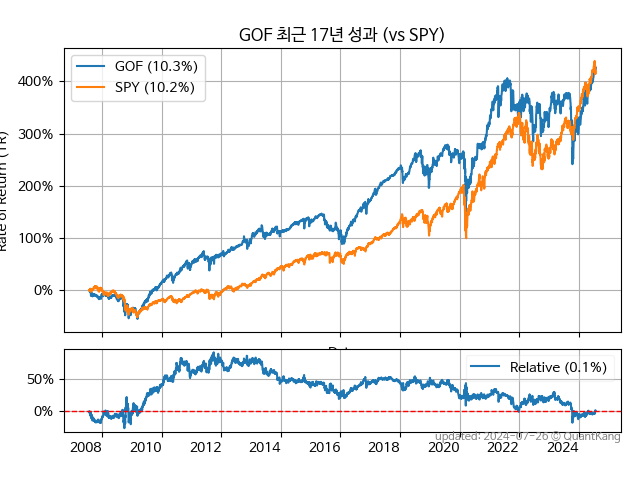 GOF 최근 17년 성과 (vs SPY)
GOF (10.3%)
SPY (10.2%)
400%
300%
200%
100%
0%
Rate of Return (TR)
Relative (0.1%)
50%
0%
2008 2010 2012 2014 2016 2018 2020 2022 2024
updated: 2024-07-26 © QuantKang